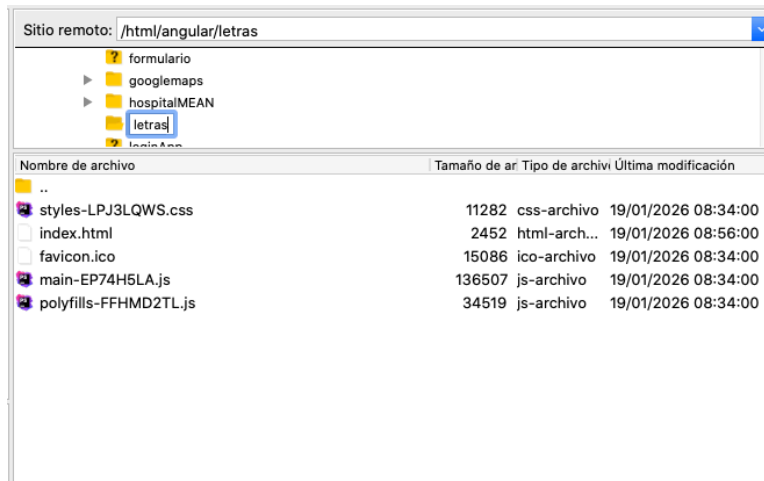 Sitio remoto: /html/angular/letras
formulario
googlemaps
hospitalMEAN
letras
loginApp
Nombre de archivo Tamaño de ar Tipo de archivo Última modificación
..
styles-LPJ3LQWS.css 11282 css-archivo 19/01/2026 08:34:00
index.html 2452 html-arch... 19/01/2026 08:56:00
favicon.ico 15086 ico-archivo 19/01/2026 08:34:00
main-EP74H5LA.js 136507 js-archivo 19/01/2026 08:34:00
polyfills-FFHMD2TL.js 34519 js-archivo 19/01/2026 08:34:00